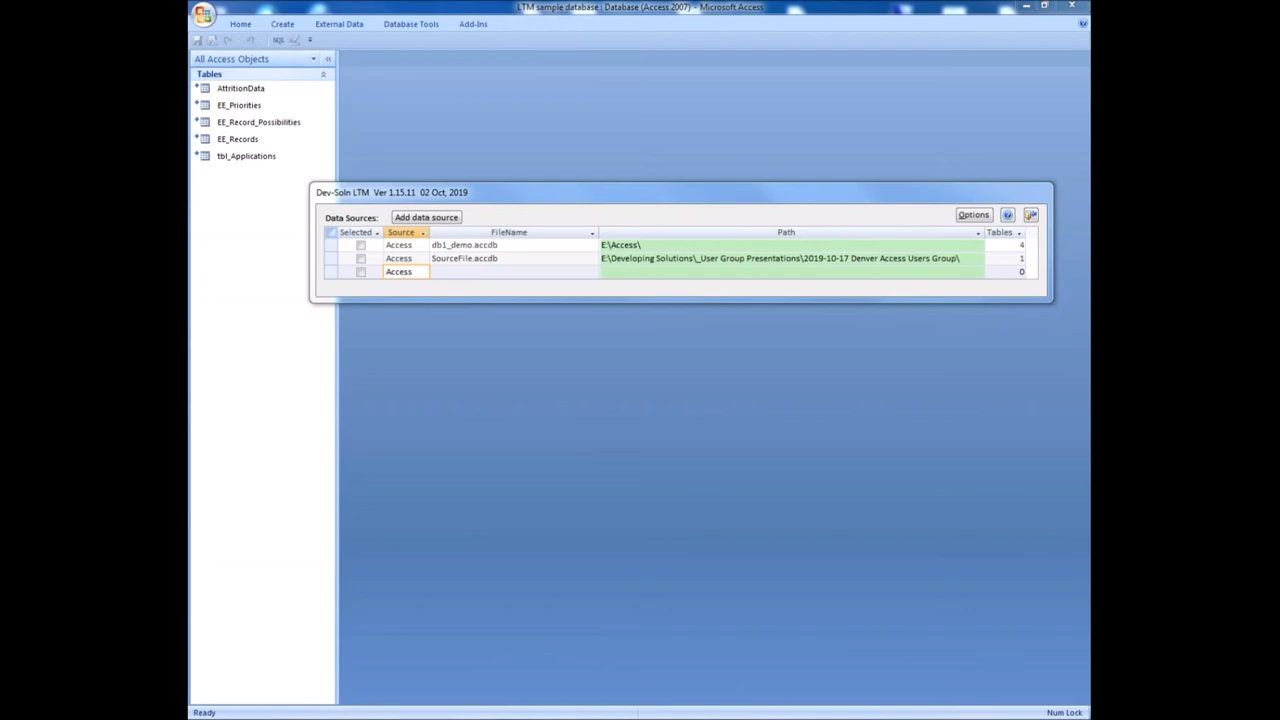 LTM sample database : Database (Access 2007) - Microsoft Access
Home Create External Data Database Tools Add-Ins
SQL
All Access Objects
Tables
AttritionData
EE_Priorities
EE_Record_Possibilities
EE_Records
tbl_Applications
Dev-Soln LTM Ver 1.15.11 02 Oct, 2019
Data Sources: Add data source Options
Selected Source FileName Path Tables
Access db1_demo.accdb E:\Access\ 4
Access SourceFile.accdb E:\Developing Solutions\_User Group Presentations\2019-10-17 Denver Access Users Group\ 1
Access 0
Ready Num Lock